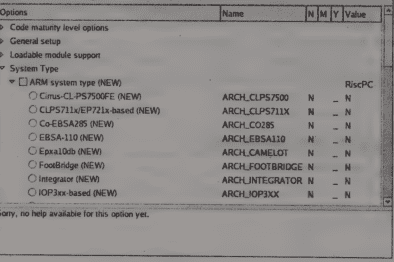 Options Name N M Y Value
Code maturity level options
General setup
Loadable module support
System Type
ARM system type (NEW) RiscPC
Cirrus-CL-PS7500FE (NEW) ARCH_CLPS7500 N _ N
CLPS711x/EP721x-based (NEW) ARCH_CLPS711X N _ N
Co-EBSA285 (NEW) ARCH_CO285 N _ N
EBSA-110 (NEW) ARCH_EBSA110 N _ N
Epxa10db (NEW) ARCH_CAMELOT N _ N
FootBridge (NEW) ARCH_FOOTBRIDGE N _ N
Integrator (NEW) ARCH_INTEGRATOR N _ N
IOP3xx-based (NEW) ARCH_IOP3XX N _ N
Sorry, no help available for this option yet.